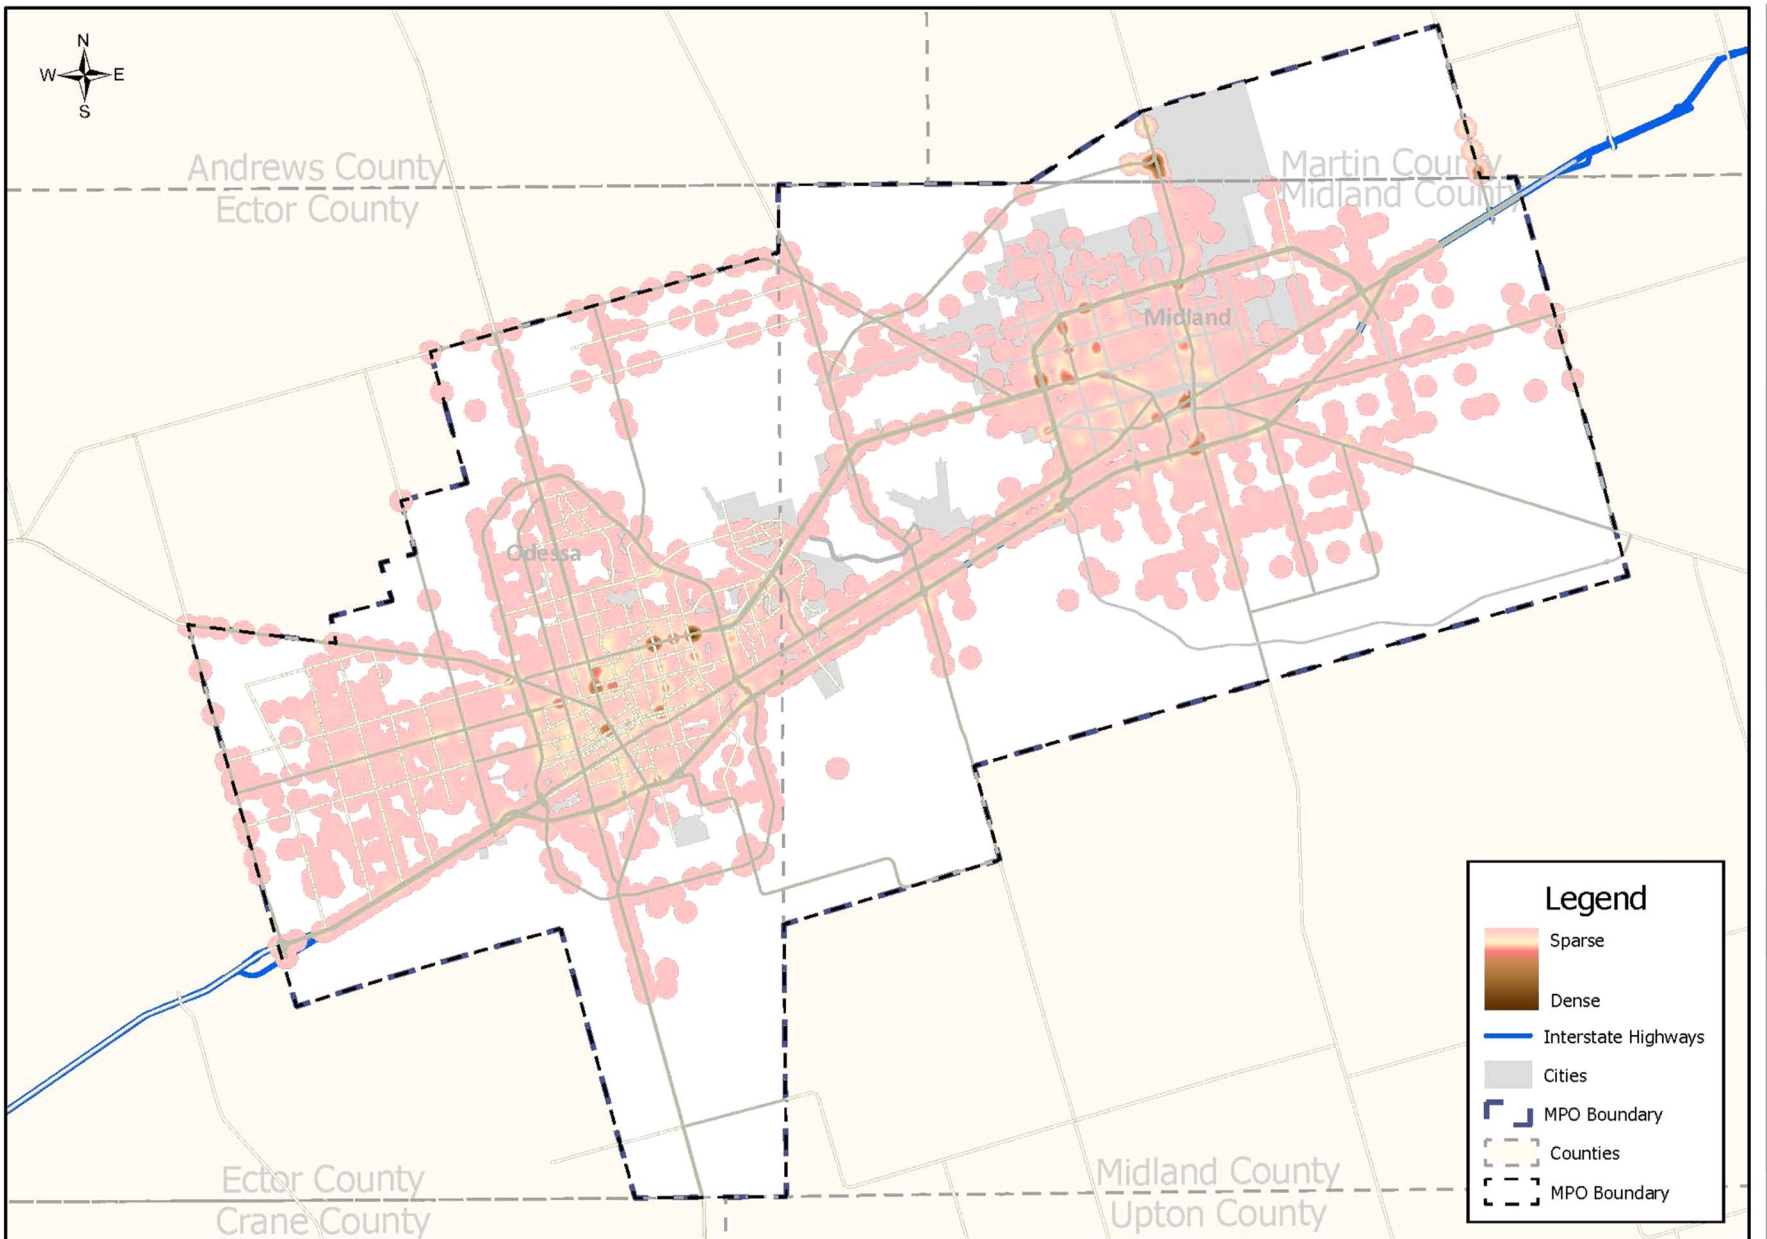 N
W E
S
Andrews County
Ector County
Martin County
Midland County
Midland
Odessa
Legend
Sparse
Dense
Interstate Highways
Cities
MPO Boundary
Counties
MPO Boundary
Ector County
Crane County
Midland County
Upton County